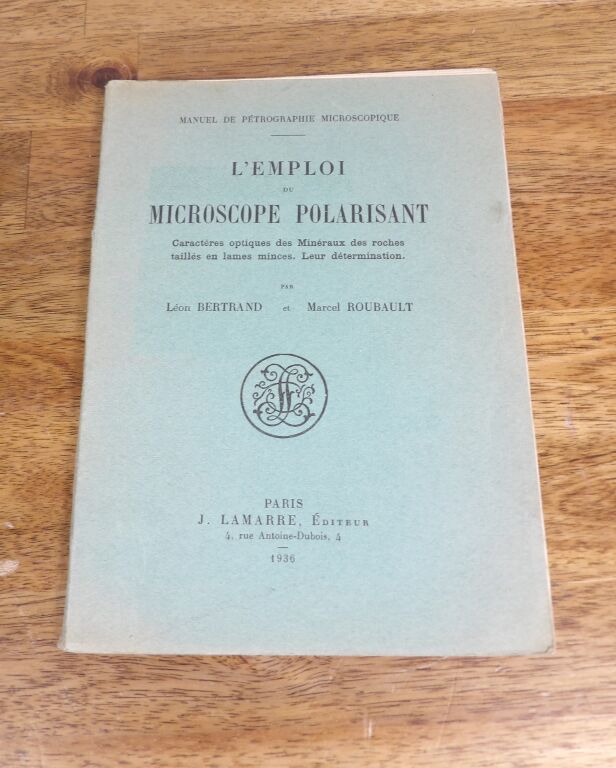 MANUEL DE PÉTROGRAPHIE MICROSCOPIQUE
L'EMPLOI
DU
MICROSCOPE POLARISANT
Caractères optiques des Minéraux des roches
taillés en lames minces. Leur détermination.
PAR
Léon BERTRAND et Marcel ROUBAULT
PARIS
J. LAMARRE, ÉDITEUR
4, rue Antoine-Dubois, 4
1936